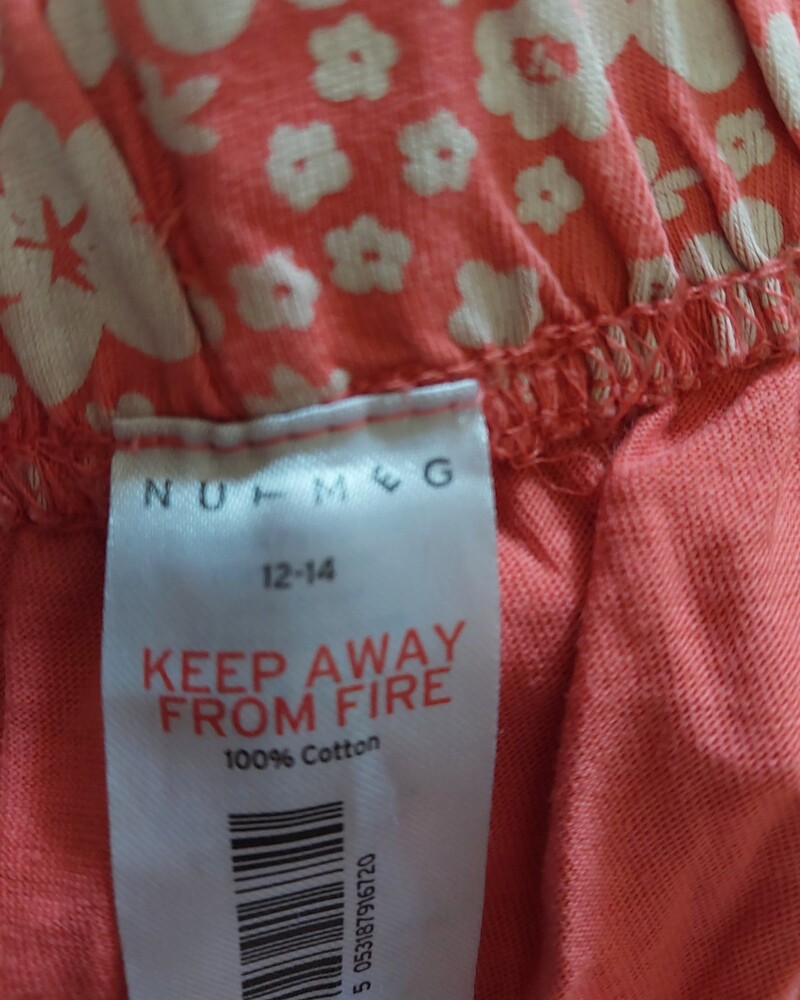 NUTMEG
12-14
KEEP AWAY
FROM FIRE
100% Cotton
5 053187916720